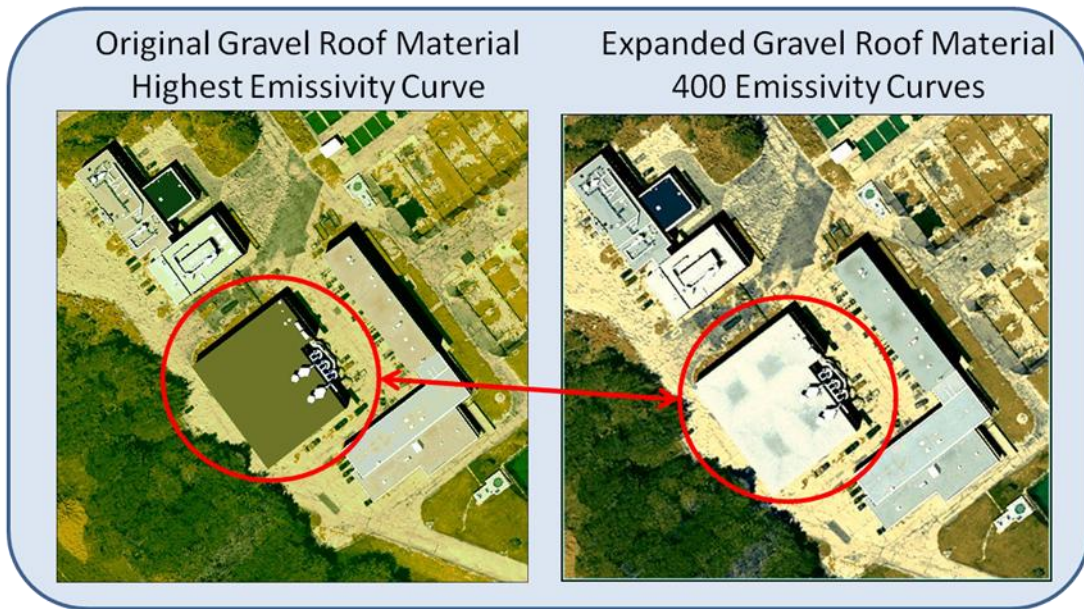 Original Gravel Roof Material
Highest Emissivity Curve
Expanded Gravel Roof Material
400 Emissivity Curves